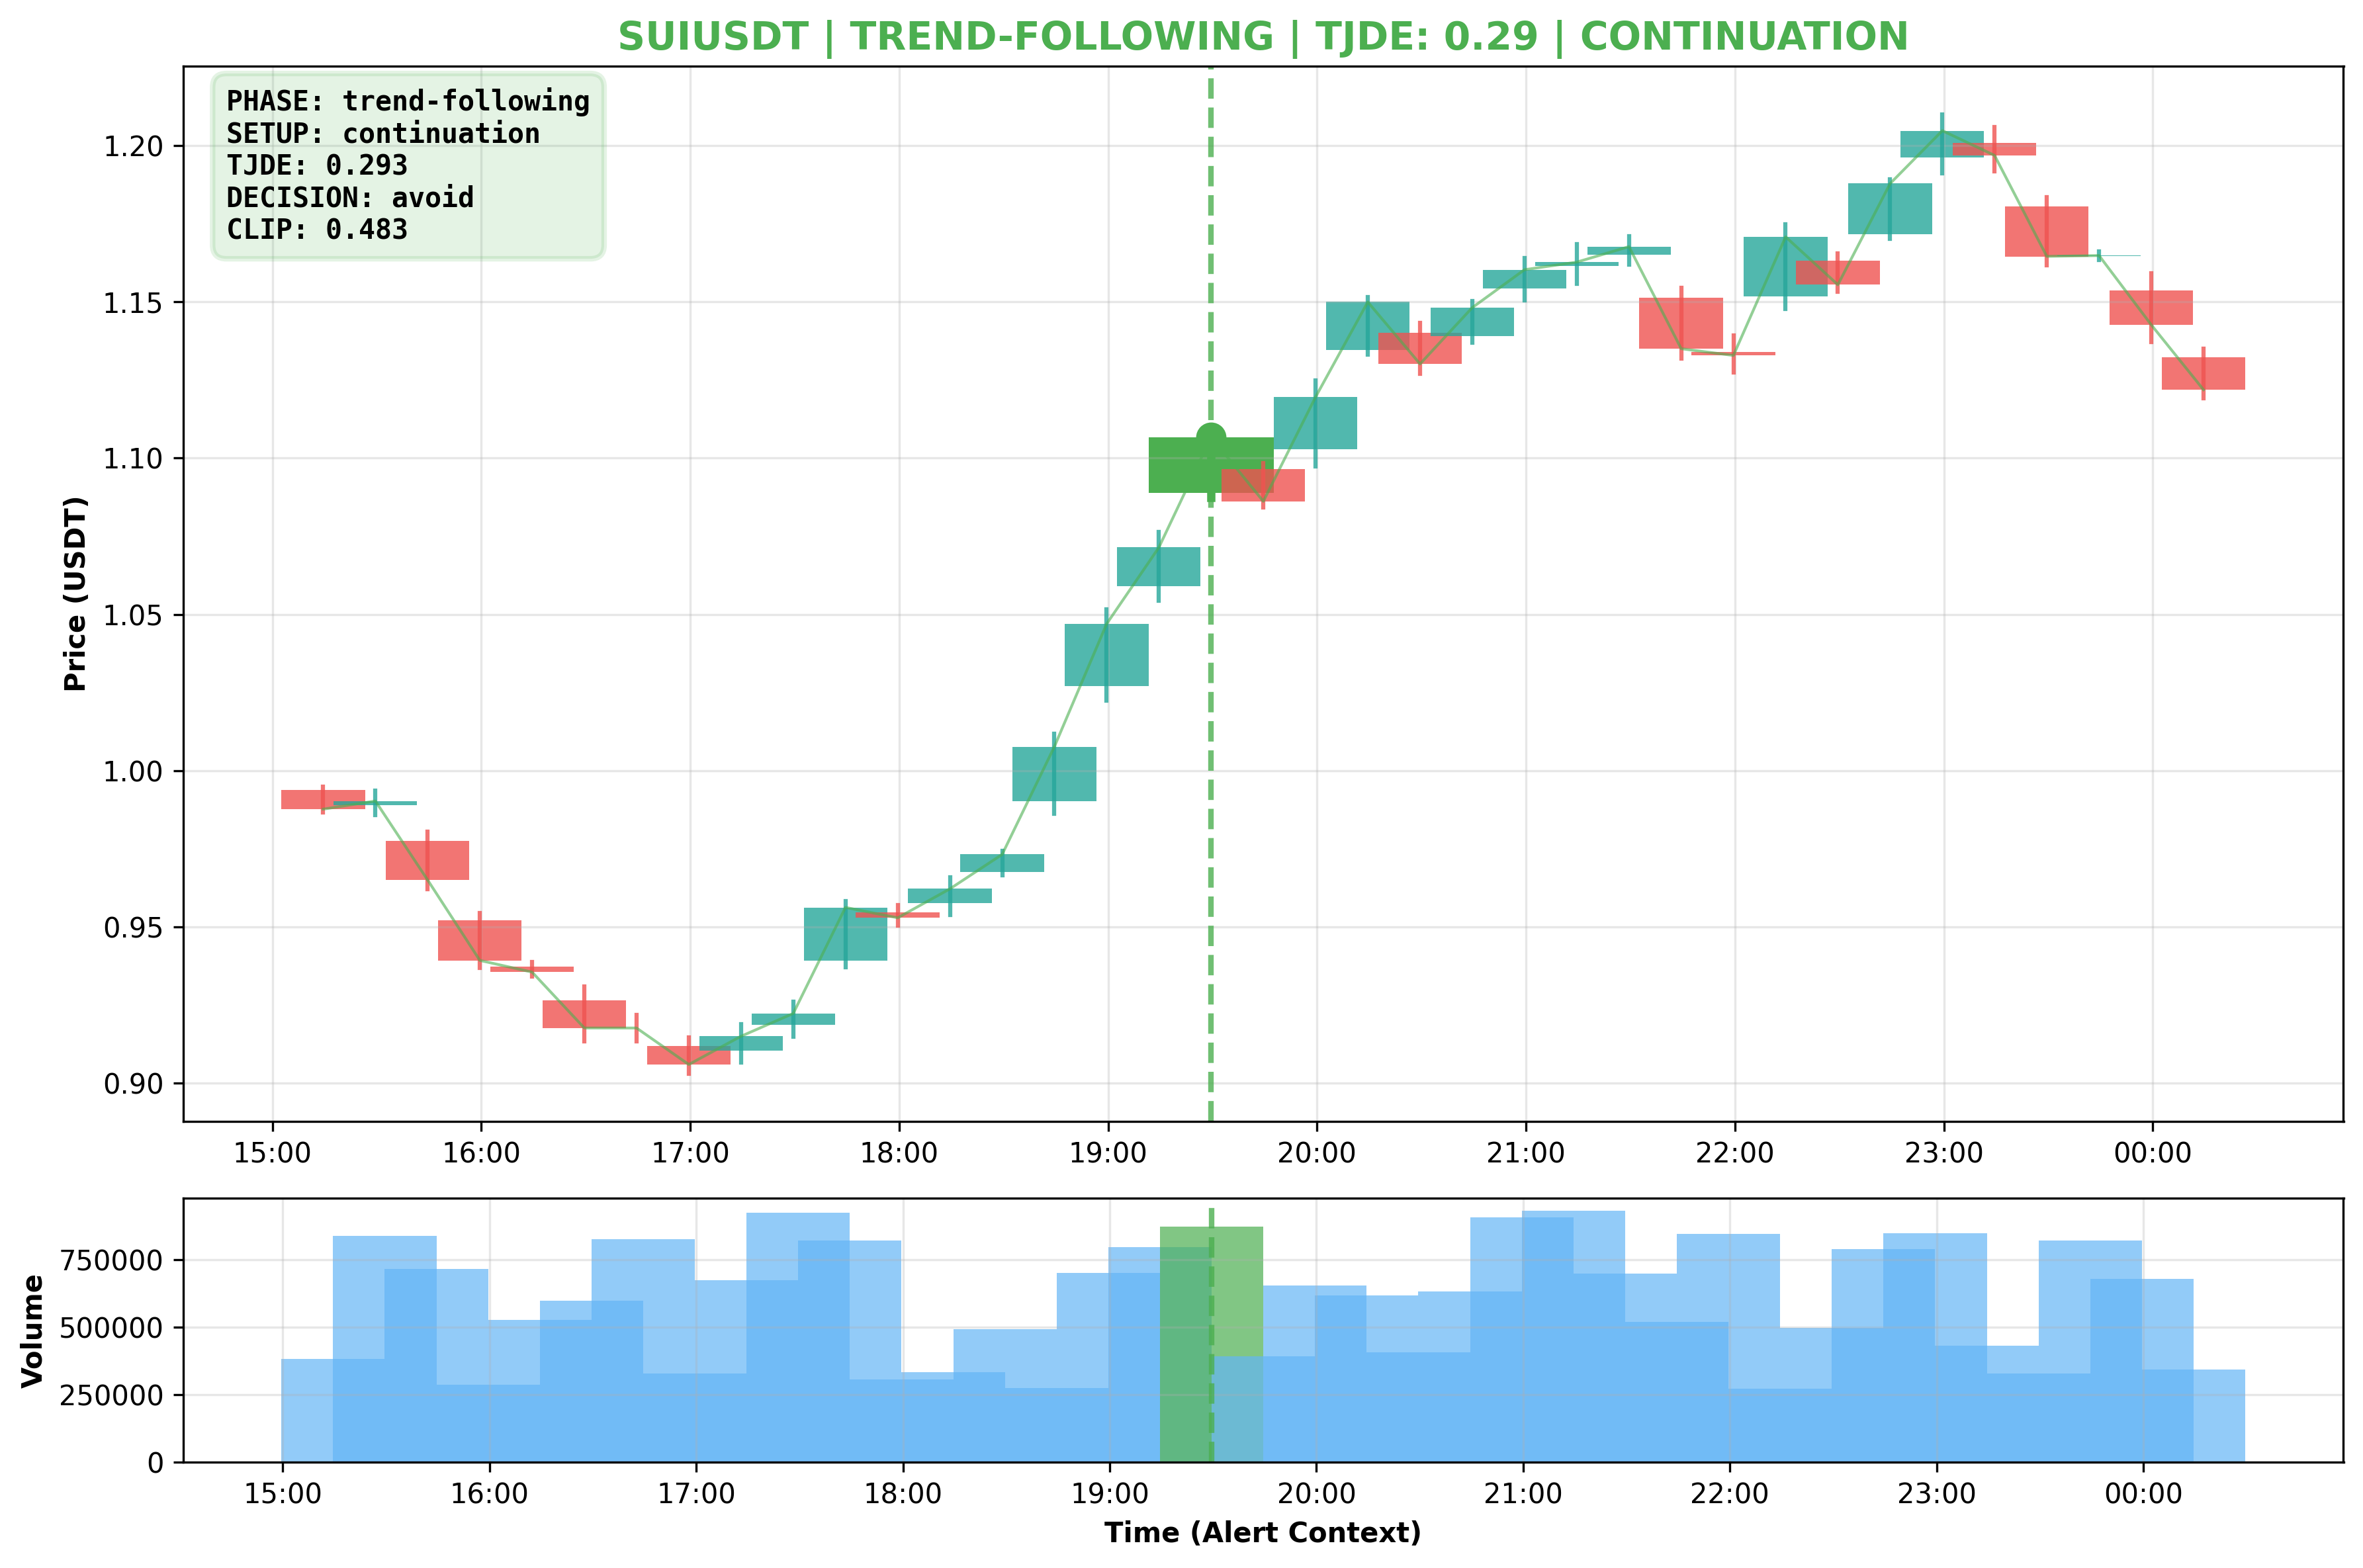 SUIUSDT | TREND-FOLLOWING | TJDE: 0.29 | CONTINUATION
PHASE: trend-following
SETUP: continuation
TJDE: 0.293
DECISION: avoid
CLIP: 0.483
Price (USDT)
1.20
1.15
1.10
1.05
1.00
0.95
0.90
15:00 16:00 17:00 18:00 19:00 20:00 21:00 22:00 23:00 00:00
Volume
750000
500000
250000
0
15:00 16:00 17:00 18:00 19:00 20:00 21:00 22:00 23:00 00:00
Time (Alert Context)